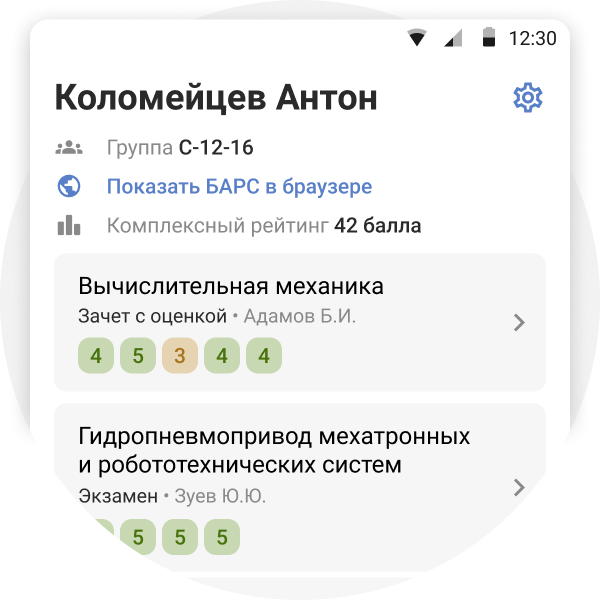 12:30
Коломейцев Антон
Группа С-12-16
Показать БАРС в браузере
Комплексный рейтинг 42 балла
Вычислительная механика
Зачет с оценкой • Адамов Б.И.
4 5 3 4 4
Гидропневмопривод мехатронных
и робототехнических систем
Экзамен • Зуев Ю.Ю.
5 5 5